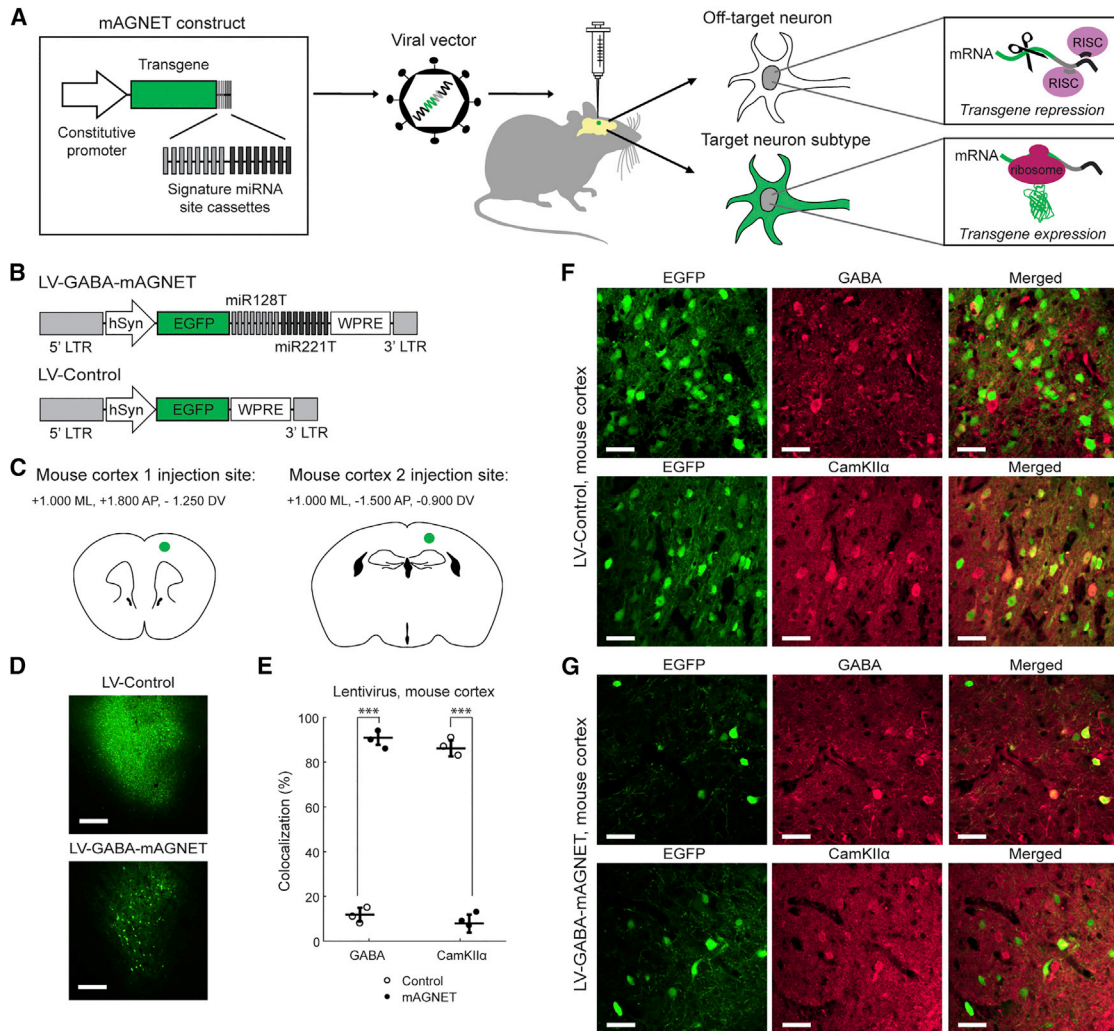 A
mAGNET construct
Transgene
Constitutive
promoter
Signature miRNA
site cassettes
Viral vector
Off-target neuron
Target neuron subtype
mRNA
RISC
RISC
Transgene repression
mRNA
ribosome
Transgene expression
B
LV-GABA-mAGNET
miR128T
hSyn
EGFP
WPRE
5' LTR
miR221T
3' LTR
LV-Control
hSyn
EGFP
WPRE
5' LTR
3' LTR
C
Mouse cortex 1 injection site:
+1.000 ML, +1.800 AP, - 1.250 DV
Mouse cortex 2 injection site:
+1.000 ML, -1.500 AP, -0.900 DV
D
LV-Control
LV-GABA-mAGNET
E
Lentivirus, mouse cortex
***
***
100
80
60
40
20
0
Colocalization (%)
GABA
CamKIIα
Control
mAGNET
F
EGFP
GABA
Merged
LV-Control, mouse cortex
EGFP
CamKIIα
Merged
G
EGFP
GABA
Merged
LV-GABA-mAGNET, mouse cortex
EGFP
CamKIIα
Merged